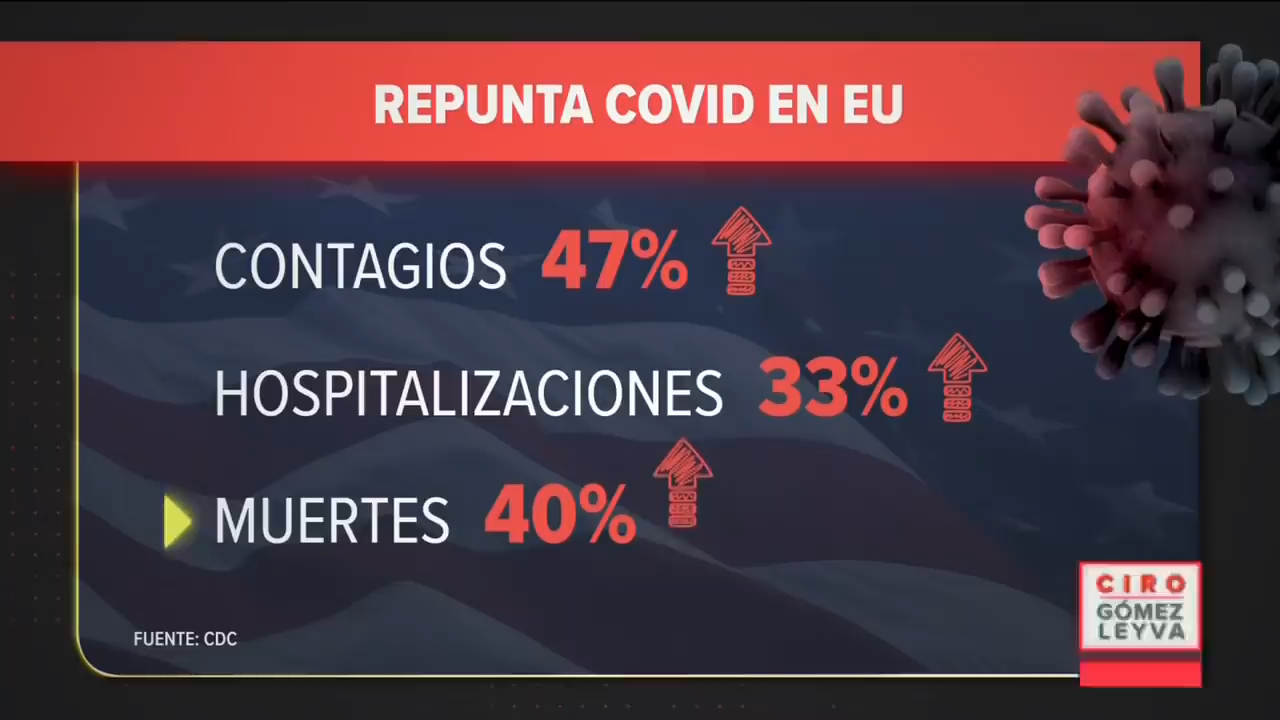 REPUNTA COVID EN EU
CONTAGIOS 47%
HOSPITALIZACIONES 33%
MUERTES 40%
FUENTE: CDC
CIRO
GÓMEZ
LEYVA